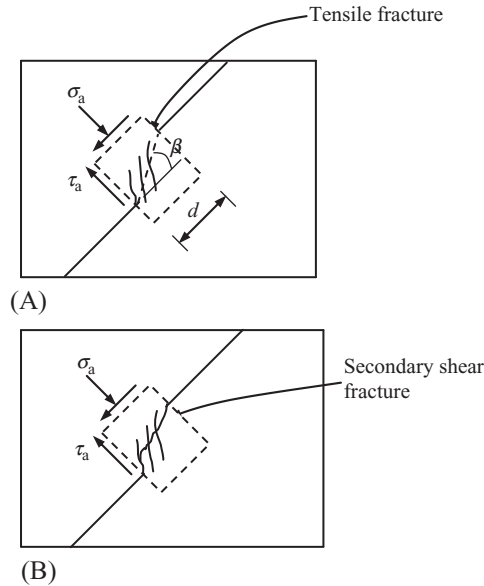 Tensile fracture
σa
β
τa
d
(A)
σa
Secondary shear
fracture
τa
(B)